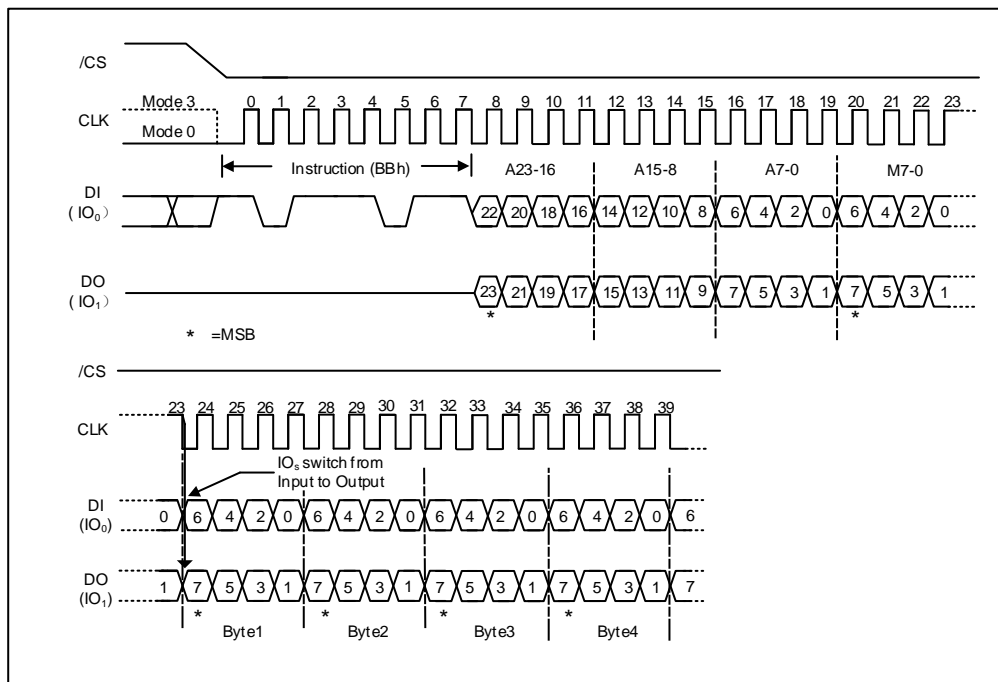 /CS
Mode 3
0 1 2 3 4 5 6 7 8 9 10 11 12 13 14 15 16 17 18 19 20 21 22 23
CLK
Mode 0
Instruction (BBh)
A23-16
A15-8
A7-0
M7-0
DI
( IO0)
22 20 18 16 14 12 10 8 6 4 2 0 6 4 2 0
DO
( IO1)
23 21 19 17 15 13 11 9 7 5 3 1 7 5 3 1
* *
* =MSB
/CS
23 24 25 26 27 28 29 30 31 32 33 34 35 36 37 38 39
CLK
IOs switch from
Input to Output
DI
(IO0)
0 6 4 2 0 6 4 2 0 6 4 2 0 6 4 2 0 6
DO
(IO1)
1 7 5 3 1 7 5 3 1 7 5 3 1 7 5 3 1 7
* * * *
Byte1 Byte2 Byte3 Byte4